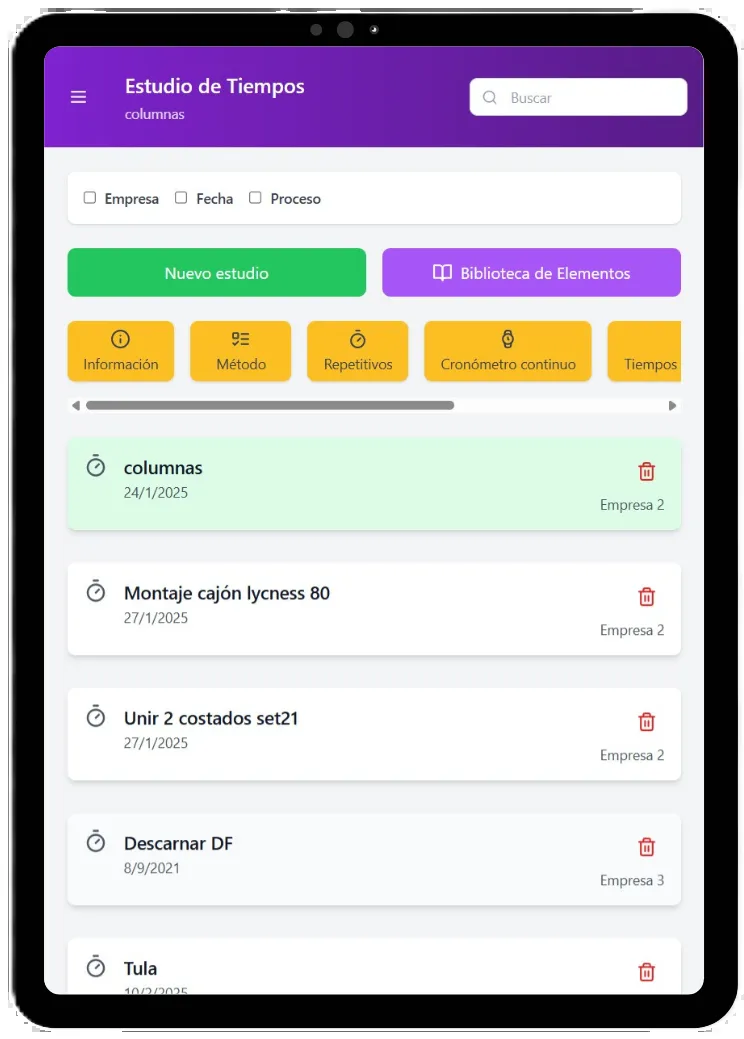 Estudio de Tiempos
columnas
Buscar
Empresa Fecha Proceso
Nuevo estudio
Biblioteca de Elementos
Información
Método
Repetitivos
Cronómetro continuo
Tiempos
columnas
24/1/2025
Empresa 2
Montaje cajón lycness 80
27/1/2025
Empresa 2
Unir 2 costados set21
27/1/2025
Empresa 2
Descarnar DF
8/9/2021
Empresa 3
Tula
10/2/2025